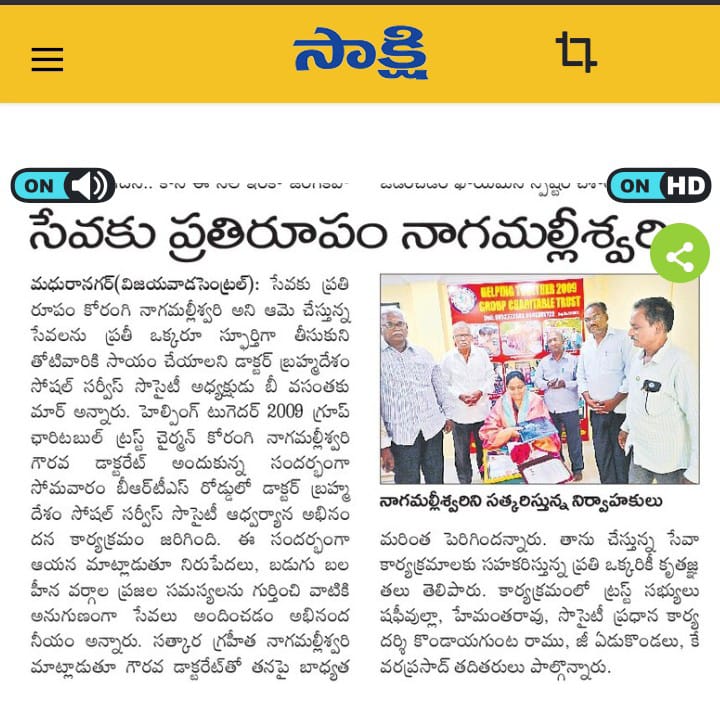 సాక్షి
ON
ON HD
సేవకు ప్రతిరూపం నాగమల్లీశ్వరి
మధురానగర్(విజయవాడసెంట్రల్): సేవకు ప్రతి
రూపం కోరంగి నాగమల్లీశ్వరి అని ఆమె చేస్తున్న
సేవలను ప్రతీ ఒక్కరూ స్ఫూర్తిగా తీసుకుని
తోటివారికి సాయం చేయాలని డాక్టర్ బ్రహ్మదేశం
సోషల్ సర్వీస్ సొసైటీ అధ్యక్షుడు బీ వసంతకు
మార్ అన్నారు. హెల్పింగ్ టుగెదర్ 2009 గ్రూప్
ఛారిటబుల్ ట్రస్ట్ చైర్మన్ కోరంగి నాగమల్లీశ్వరి
గౌరవ డాక్టరేట్ అందుకున్న సందర్భంగా
సోమవారం బీఆర్‌టీఎస్ రోడ్డులో డాక్టర్ బ్రహ్మ
దేశం సోషల్ సర్వీస్ సొసైటీ ఆధ్వర్యాన అభినం
దన కార్యక్రమం జరిగింది. ఈ సందర్భంగా
ఆయన మాట్లాడుతూ నిరుపేదలు, బడుగు బల
హీన వర్గాల ప్రజల సమస్యలను గుర్తించి వాటికి
అనుగుణంగా సేవలు అందించడం అభినంద
నీయం అన్నారు. సత్కార గ్రహీత నాగమల్లీశ్వరి
మాట్లాడుతూ గౌరవ డాక్టరేట్‌తో తనపై బాధ్యత
HELPING TOGETHER 2009
GROUP CHARITABLE TRUST
నాగమల్లీశ్వరిని సత్కరిస్తున్న నిర్వాహకులు
మరింత పెరిగిందన్నారు. తాను చేస్తున్న సేవా
కార్యక్రమాలకు సహకరిస్తున్న ప్రతి ఒక్కరికీ కృతజ్ఞ
తలు తెలిపారు. కార్యక్రమంలో ట్రస్ట్ సభ్యులు
షఫీవుల్లా, హేమంతరావు, సొసైటీ ప్రధాన కార్య
దర్శి కొండాయగుంట రాము, జీ ఏడుకొండలు, కే
వరప్రసాద్ తదితరులు పాల్గొన్నారు.